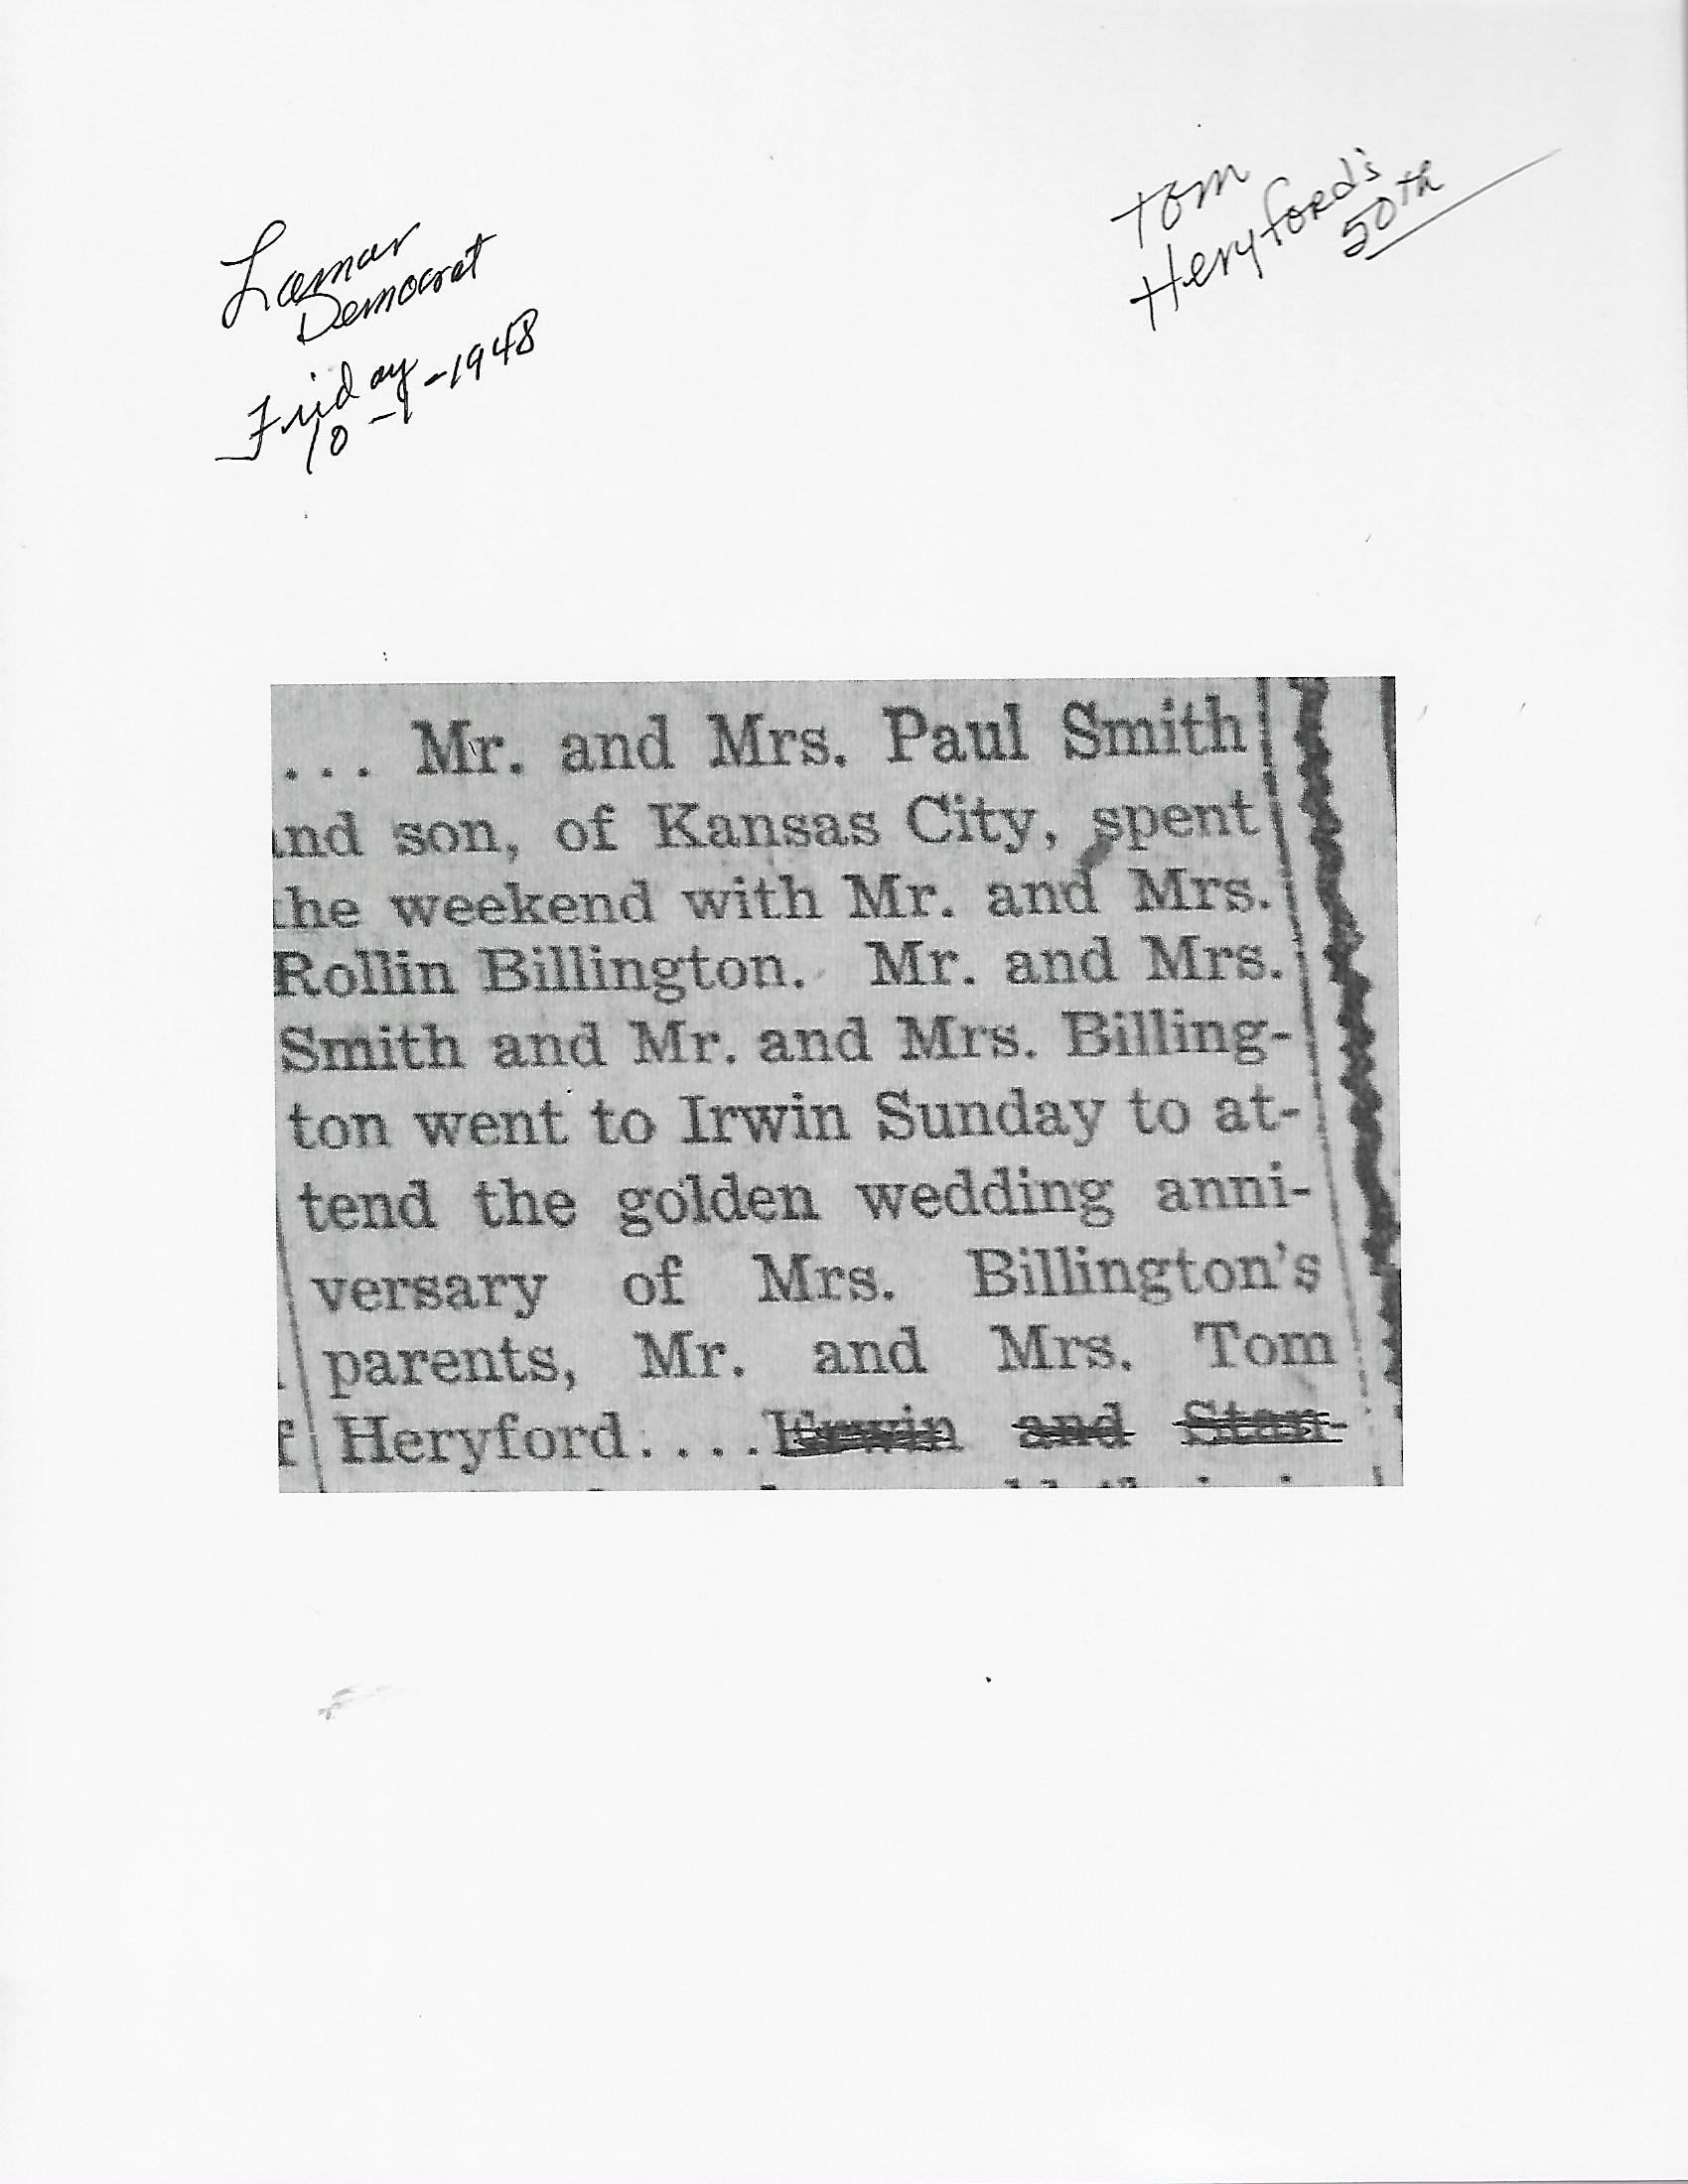 Lamar
Democrat
Friday
10-1-1948
Tom
Heryford's
50th
... Mr. and Mrs. Paul Smith
and son, of Kansas City, spent
the weekend with Mr. and Mrs.
Rollin Billington. Mr. and Mrs.
Smith and Mr. and Mrs. Billing-
ton went to Irwin Sunday to at-
tend the golden wedding anni-
versary of Mrs. Billington's
parents, Mr. and Mrs. Tom
Heryford....